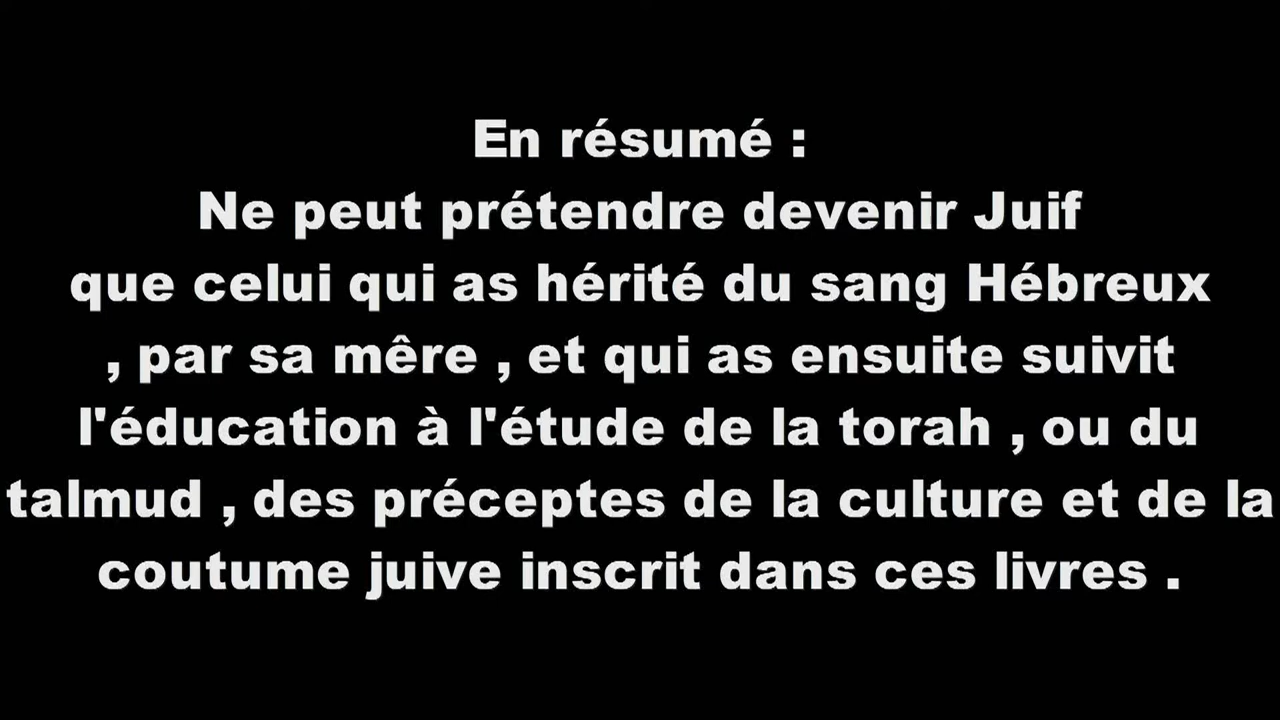 En résumé :
Ne peut prétendre devenir Juif
que celui qui as hérité du sang Hébreux
, par sa mêre , et qui as ensuite suivit
l'éducation à l'étude de la torah , ou du
talmud , des préceptes de la culture et de la
coutume juive inscrit dans ces livres .